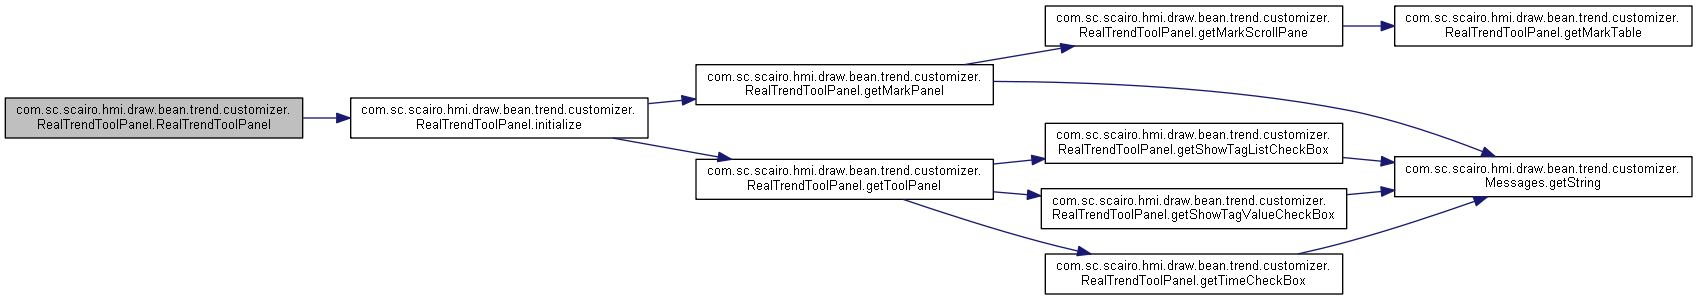 com.sc.scairo.hmi.draw.bean.trend.customizer.
RealTrendToolPanel.RealTrendToolPanel
com.sc.scairo.hmi.draw.bean.trend.customizer.
RealTrendToolPanel.initialize
com.sc.scairo.hmi.draw.bean.trend.customizer.
RealTrendToolPanel.getMarkPanel
com.sc.scairo.hmi.draw.bean.trend.customizer.
RealTrendToolPanel.getToolPanel
com.sc.scairo.hmi.draw.bean.trend.customizer.
RealTrendToolPanel.getMarkScrollPane
com.sc.scairo.hmi.draw.bean.trend.customizer.
RealTrendToolPanel.getShowTagListCheckBox
com.sc.scairo.hmi.draw.bean.trend.customizer.
RealTrendToolPanel.getShowTagValueCheckBox
com.sc.scairo.hmi.draw.bean.trend.customizer.
RealTrendToolPanel.getTimeCheckBox
com.sc.scairo.hmi.draw.bean.trend.customizer.
RealTrendToolPanel.getMarkTable
com.sc.scairo.hmi.draw.bean.trend.customizer.
Messages.getString